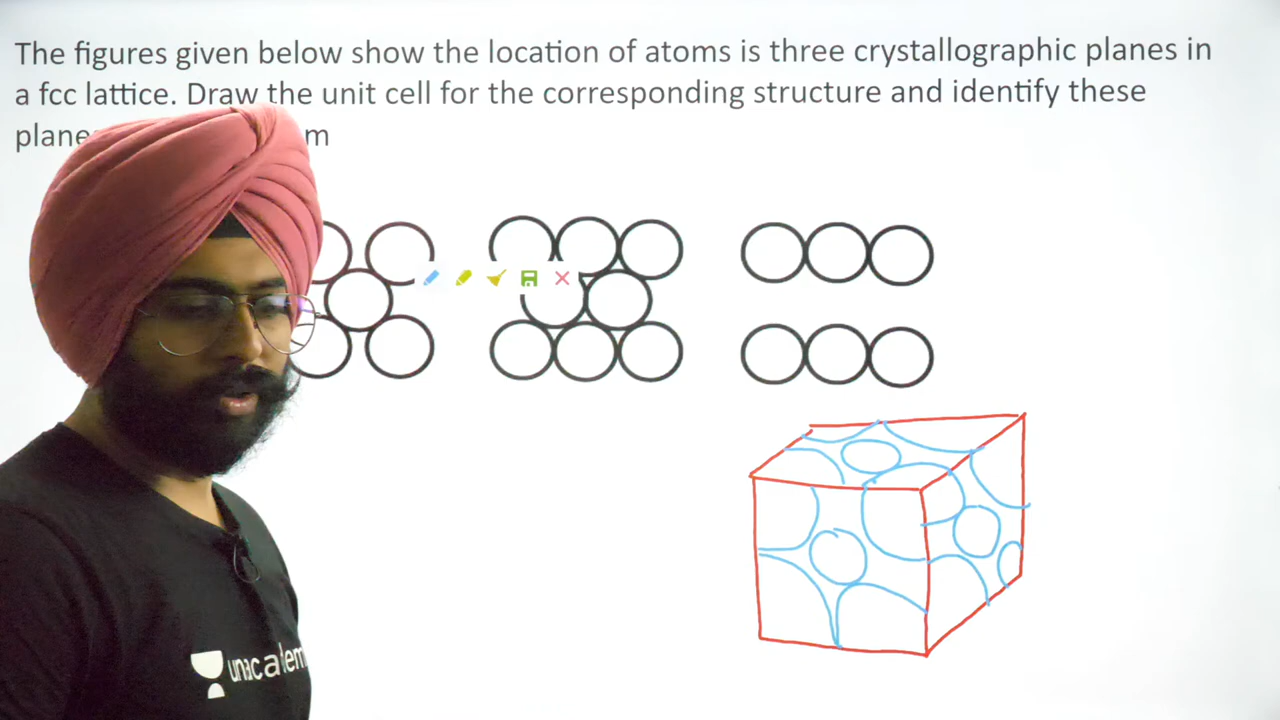 The figures given below show the location of atoms is three crystallographic planes in
a fcc lattice. Draw the unit cell for the corresponding structure and identify these
unacadem